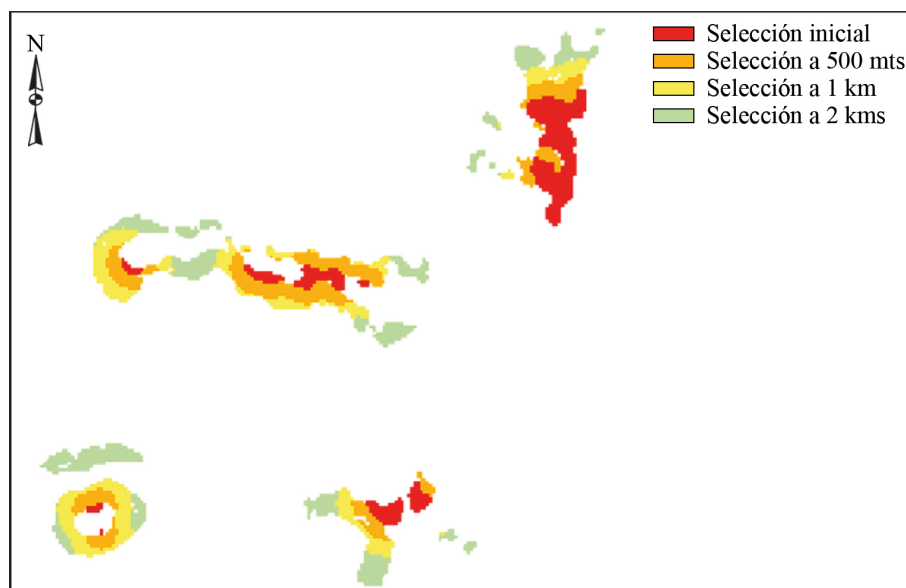 N
Selección inicial
Selección a 500 mts
Selección a 1 km
Selección a 2 kms